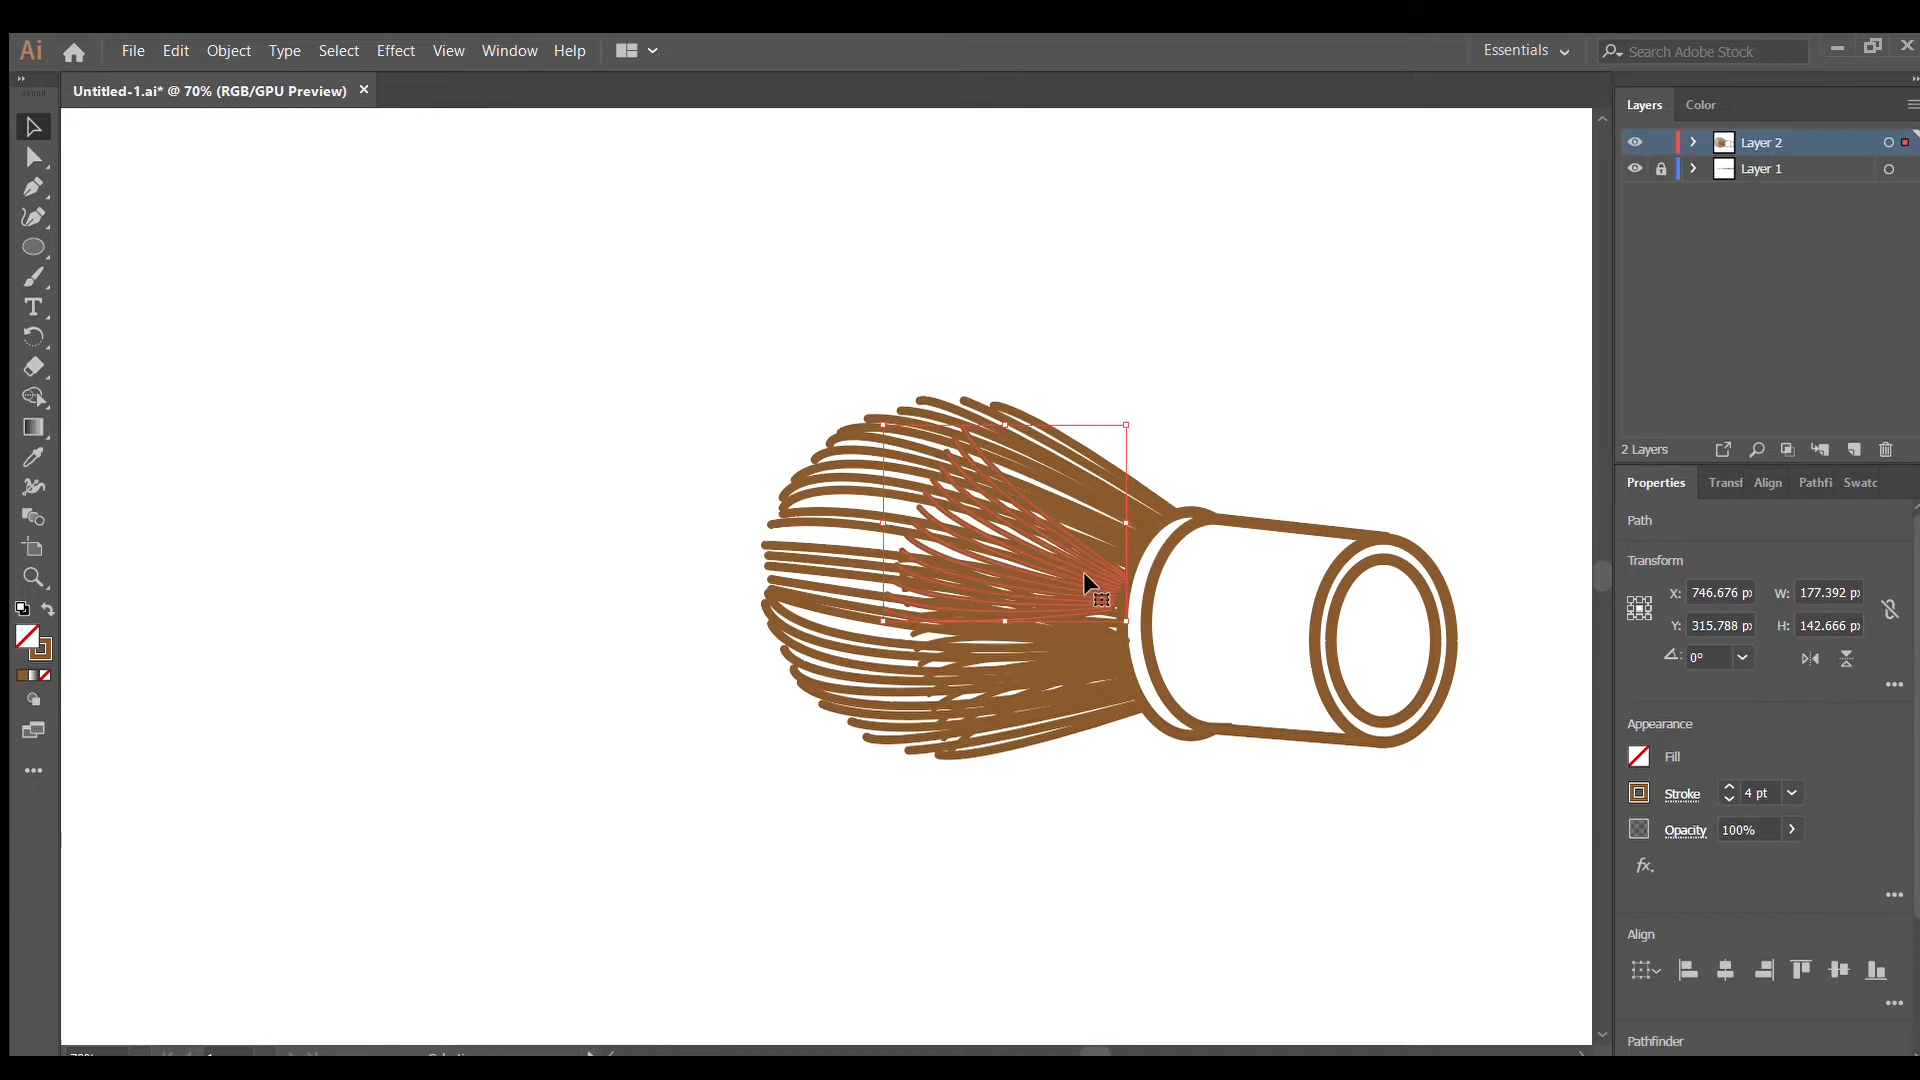 Ai File Edit Object Type Select Effect View Window Help Essentials Search Adobe Stock
Untitled-1.ai* @ 70% (RGB/GPU Preview)
Layers Color
Layer 2
Layer 1
2 Layers
Properties Transf Align Pathfi Swatc
Path
Transform
X: 746.676 p W: 177.392 p
Y: 315.788 p H: 142.666 p
0°
Appearance
Fill
Stroke 4 pt
Opacity 100%
fx
Align
Pathfinder